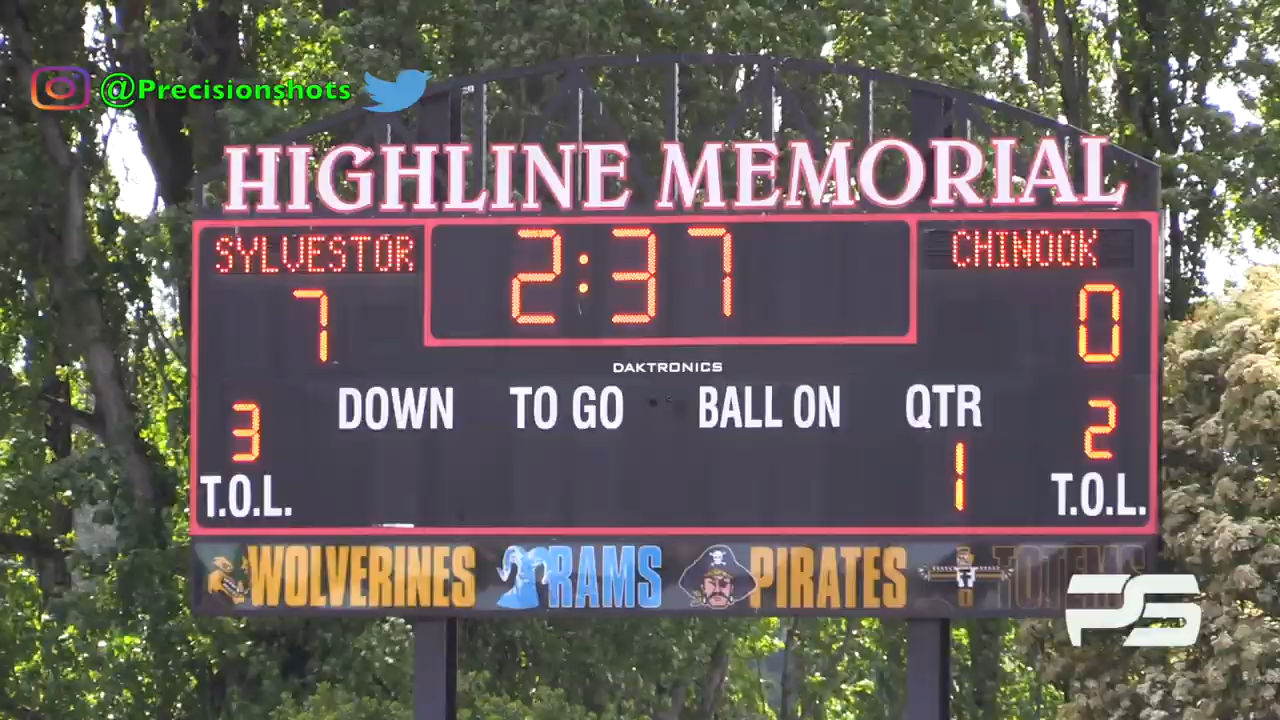 @Precisionshots
HIGHLINE MEMORIAL
SYLVESTOR 2:37 CHINOOK
7 0
DAKTRONICS
DOWN TO GO BALL ON QTR
3 1 2
T.O.L. T.O.L.
WOLVERINES RAMS PIRATES TOTEMS
PS